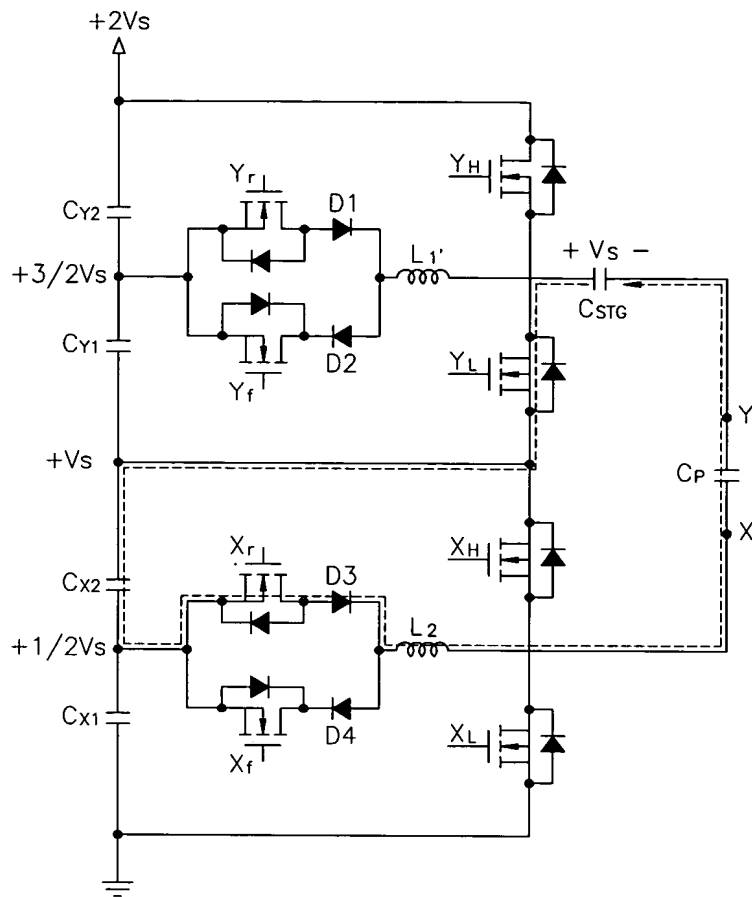 +2Vs
YH
Yr
D1
CY2
L1'
+ Vs −
+3/2Vs
CSTG
CY1
D2
YL
Yf
Y
+Vs
CP
X
Xr
XH
D3
CX2
L2
+1/2Vs
CX1
D4
XL
Xf